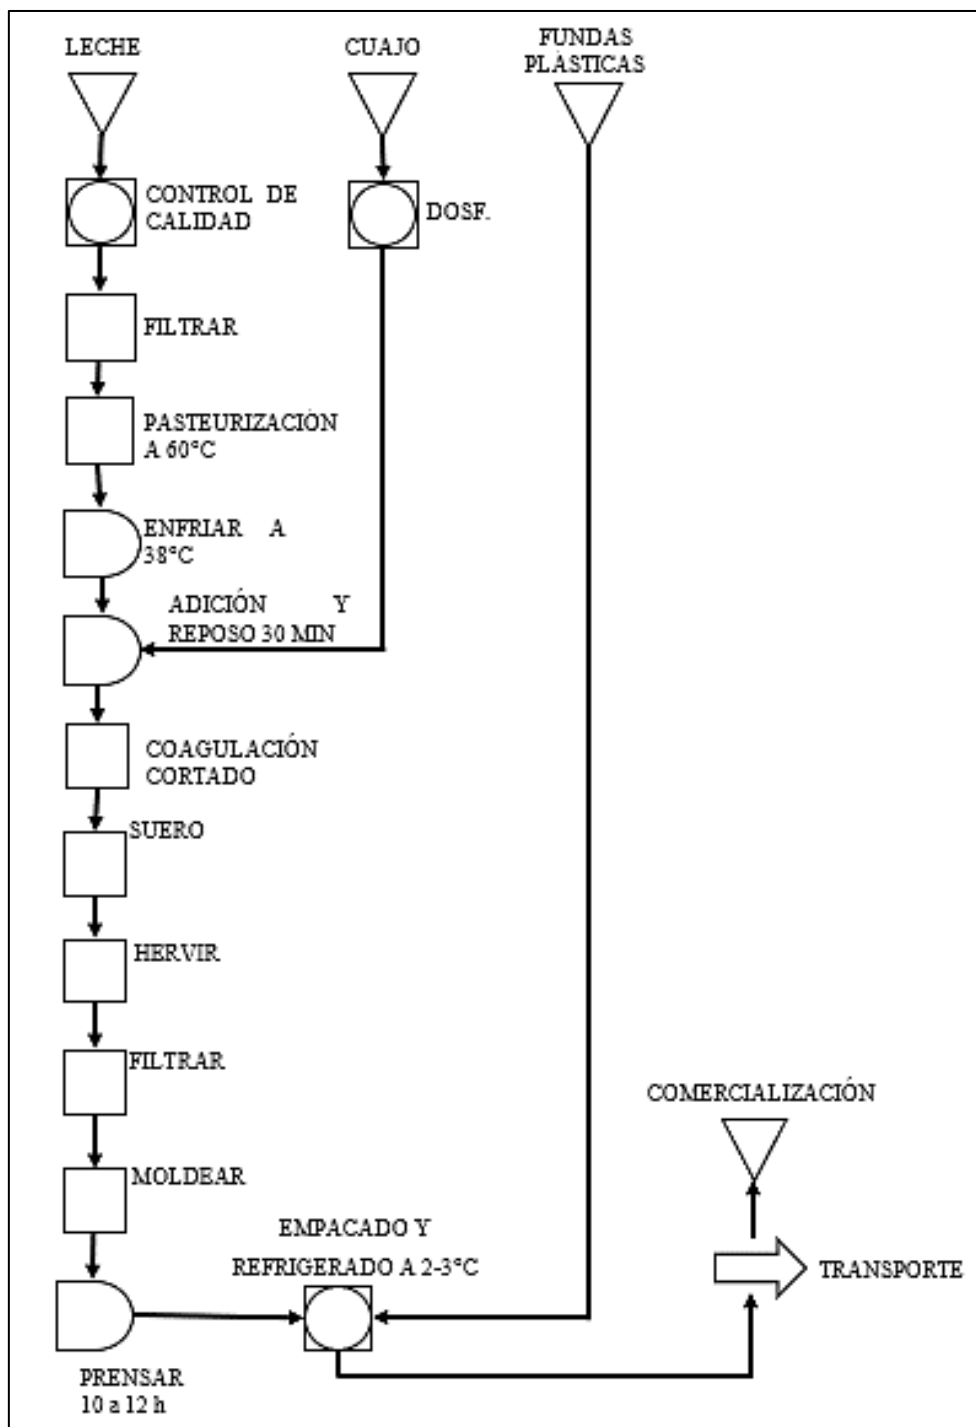 LECHE
CUAJO
FUNDAS
PLÁSTICAS
CONTROL DE
CALIDAD
DOSF.
FILTRAR
PASTEURIZACIÓN
A 60°C
ENFRIAR A
38°C
ADICIÓN Y
REPOSO 30 MIN
COAGULACIÓN
CORTADO
SUERO
HERVIR
FILTRAR
MOLDEAR
PRENSAR
10 a 12 h
EMPACADO Y
REFRIGERADO A 2-3°C
COMERCIALIZACIÓN
TRANSPORTE